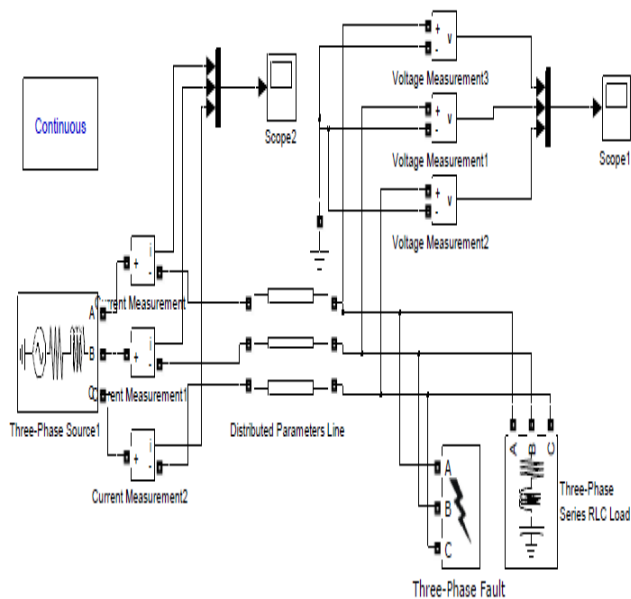 Continuous
Scope2
+
-
v
Voltage Measurement3
+
-
v
Voltage Measurement1
+
-
v
Voltage Measurement2
Scope1
+
i
-
Current Measurement
+
i
-
Current Measurement1
+
i
-
Current Measurement2
A
B
C
Three-Phase Source1
Distributed Parameters Line
A
B
C
Three-Phase Fault
A
B
C
Three-Phase
Series RLC Load